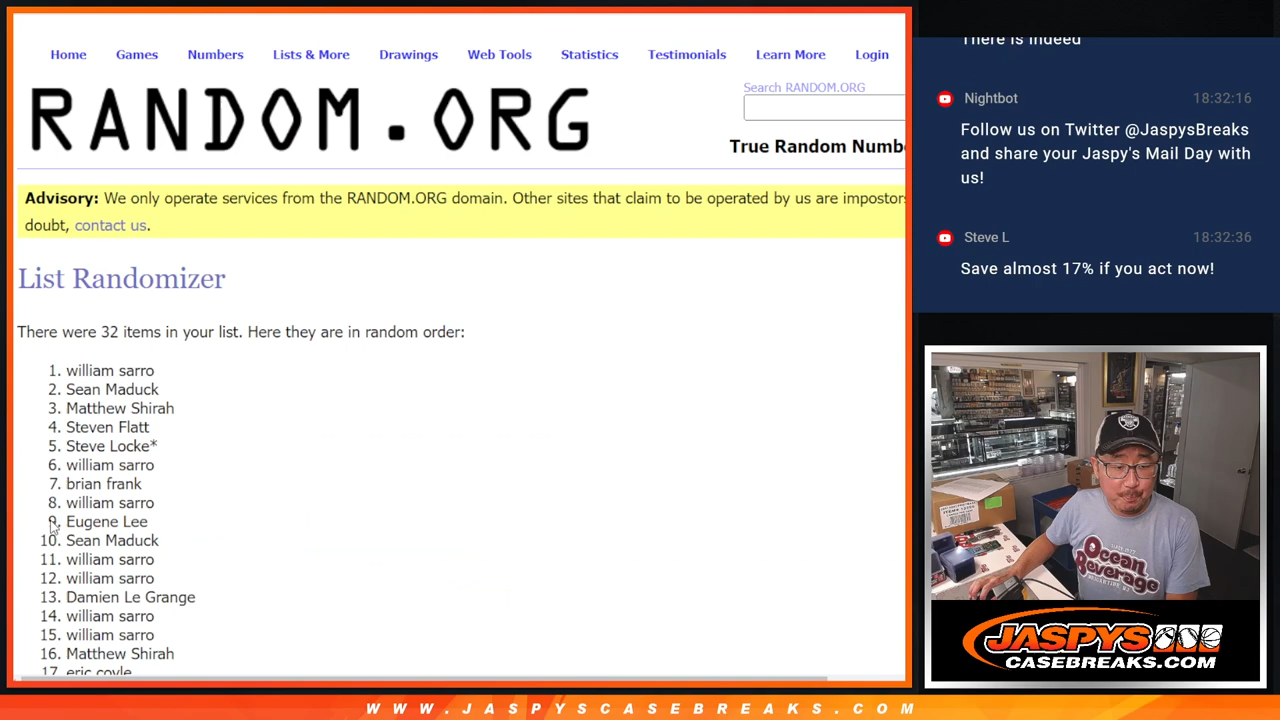 Home Games Numbers Lists & More Drawings Web Tools Statistics Testimonials Learn More Login
RANDOM.ORG
Search RANDOM.ORG
True Random Numbe
Advisory: We only operate services from the RANDOM.ORG domain. Other sites that claim to be operated by us are impostors
doubt, contact us.
List Randomizer
There were 32 items in your list. Here they are in random order:
1. william sarro
2. Sean Maduck
3. Matthew Shirah
4. Steven Flatt
5. Steve Locke*
6. william sarro
7. brian frank
8. william sarro
9. Eugene Lee
10. Sean Maduck
11. william sarro
12. william sarro
13. Damien Le Grange
14. william sarro
15. william sarro
16. Matthew Shirah
17. eric coyle
There is indeed
Nightbot 18:32:16
Follow us on Twitter @JaspysBreaks
and share your Jaspy's Mail Day with
us!
Steve L 18:32:36
Save almost 17% if you act now!
Ocean
Beverage
JASPYS
CASEBREAKS.COM
WWW.JASPYSCASEBREAKS.COM